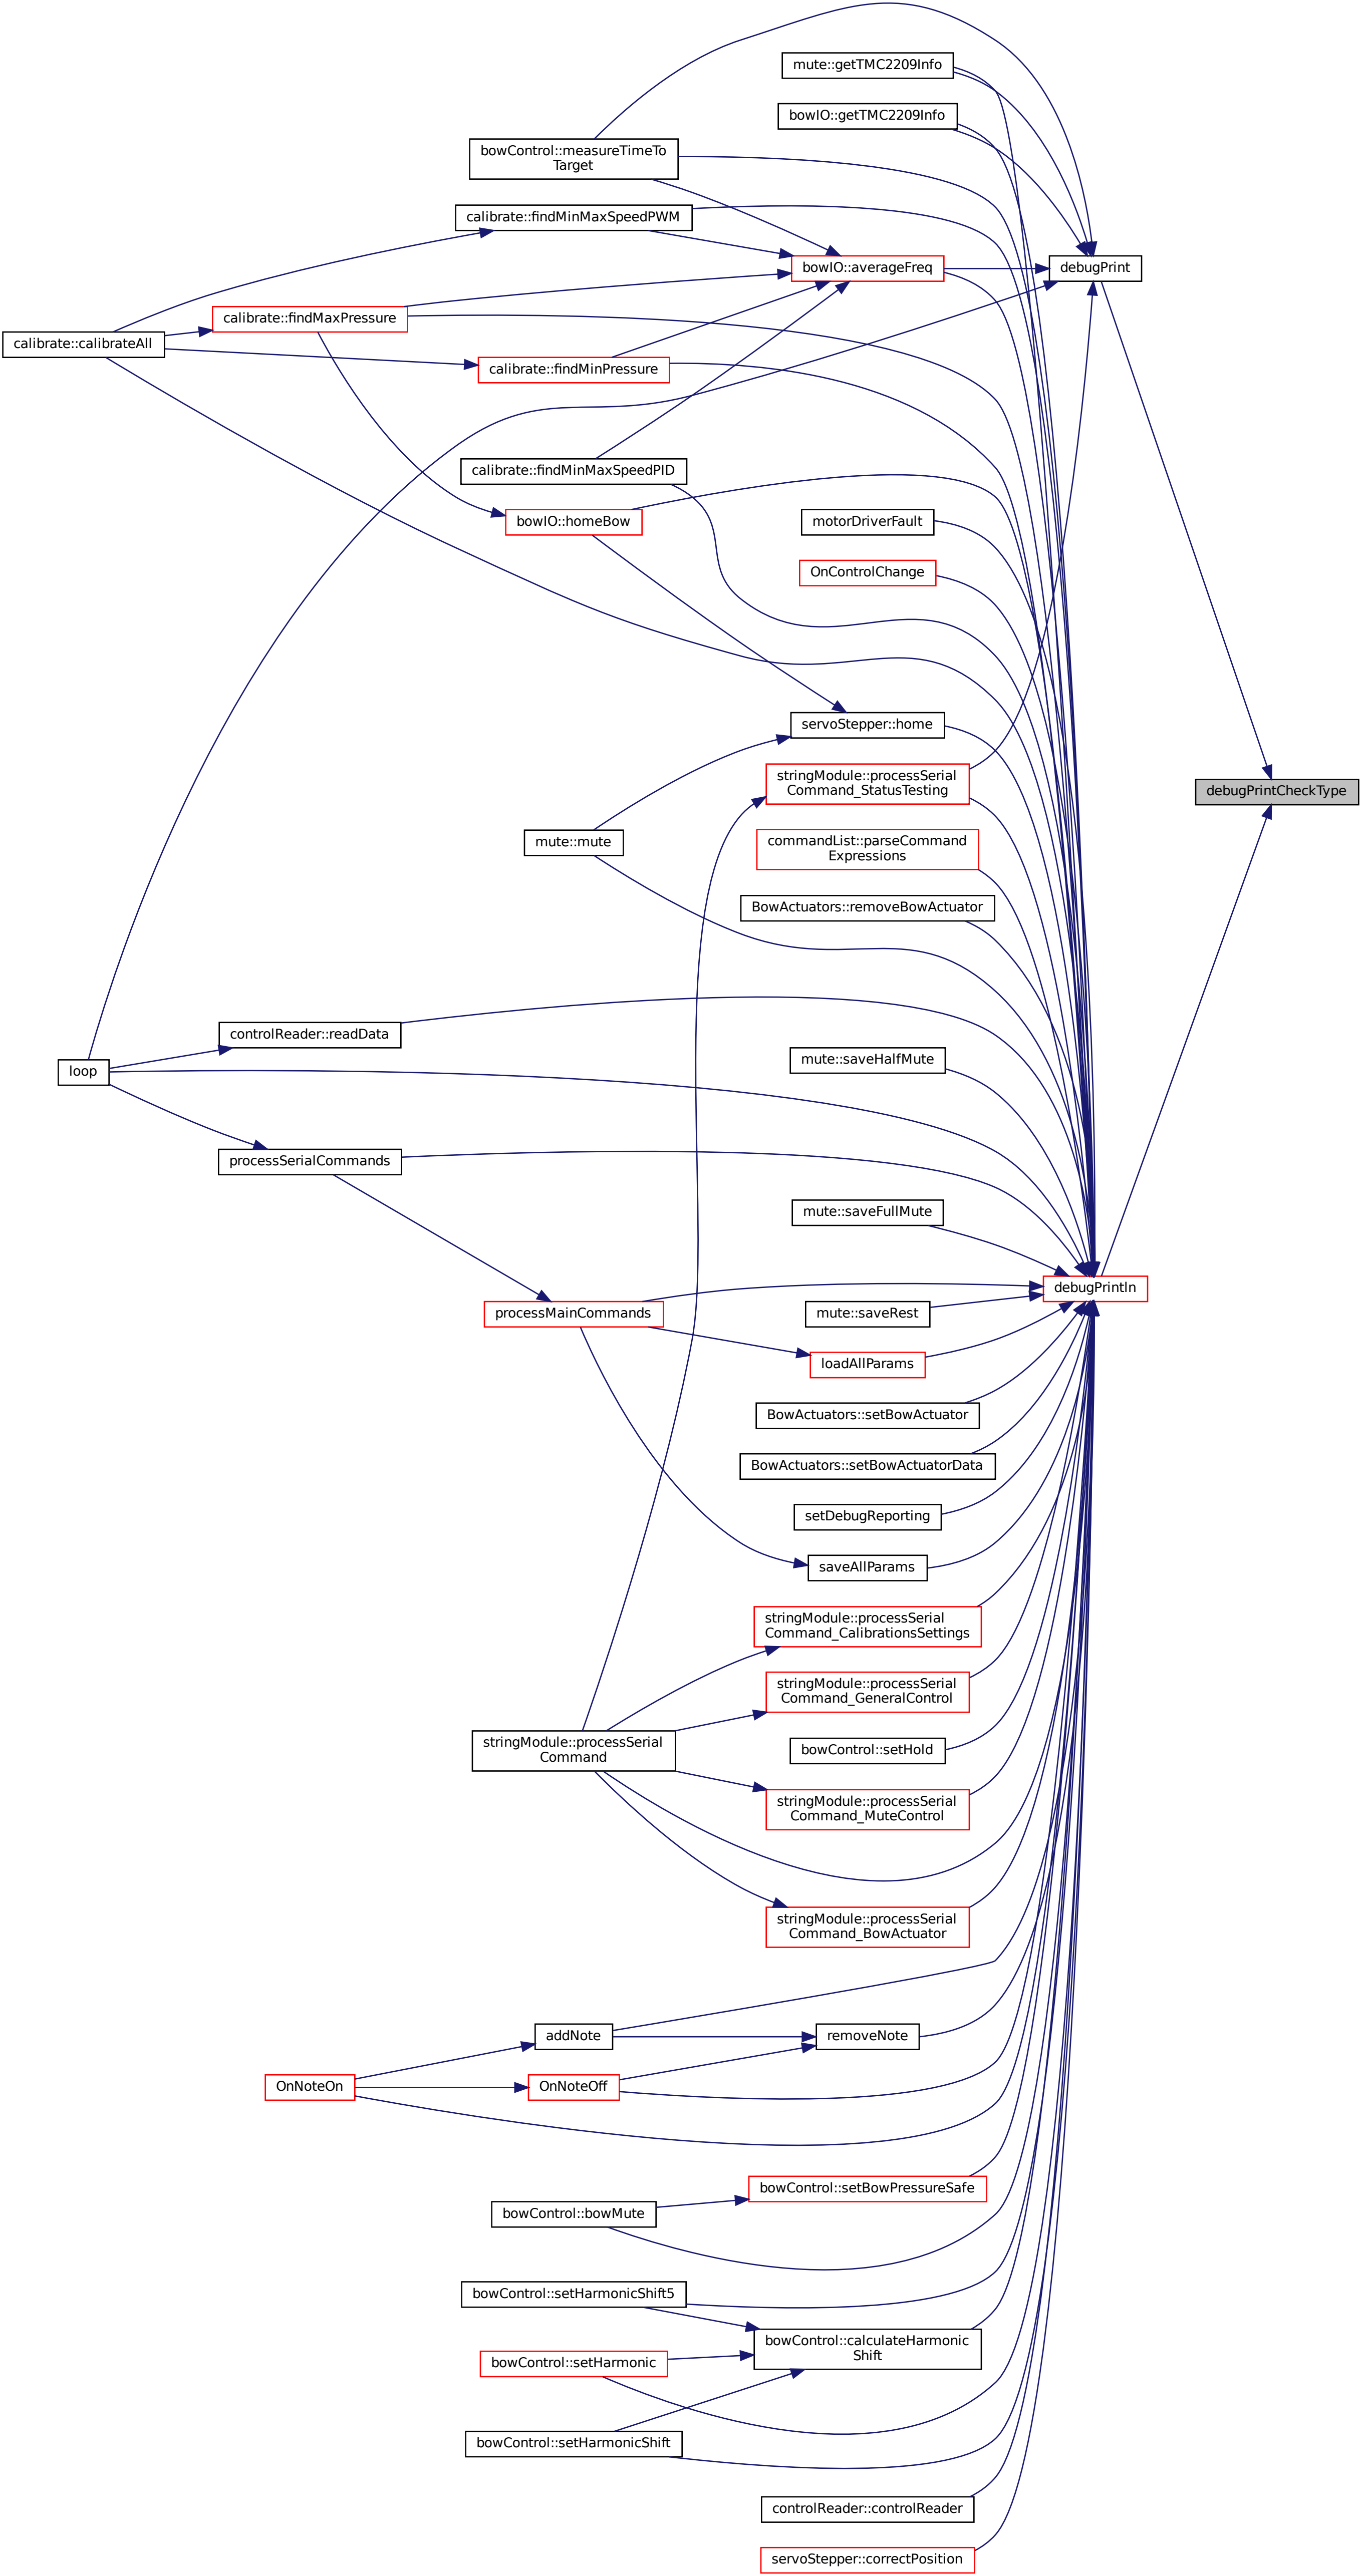 mute::getTMC2209Info
bowIO::getTMC2209Info
bowControl::measureTimeTo
Target
calibrate::findMinMaxSpeedPWM
bowIO::averageFreq
debugPrint
calibrate::findMaxPressure
calibrate::calibrateAll
calibrate::findMinPressure
calibrate::findMinMaxSpeedPID
bowIO::homeBow
motorDriverFault
OnControlChange
servoStepper::home
stringModule::processSerial
Command_StatusTesting
debugPrintCheckType
mute::mute
commandList::parseCommand
Expressions
BowActuators::removeBowActuator
controlReader::readData
mute::saveHalfMute
loop
processSerialCommands
mute::saveFullMute
debugPrintln
processMainCommands
mute::saveRest
loadAllParams
BowActuators::setBowActuator
BowActuators::setBowActuatorData
setDebugReporting
saveAllParams
stringModule::processSerial
Command_CalibrationsSettings
stringModule::processSerial
Command_GeneralControl
stringModule::processSerial
Command
bowControl::setHold
stringModule::processSerial
Command_MuteControl
stringModule::processSerial
Command_BowActuator
addNote
removeNote
OnNoteOn
OnNoteOff
bowControl::setBowPressureSafe
bowControl::bowMute
bowControl::setHarmonicShift5
bowControl::calculateHarmonic
Shift
bowControl::setHarmonic
bowControl::setHarmonicShift
controlReader::controlReader
servoStepper::correctPosition